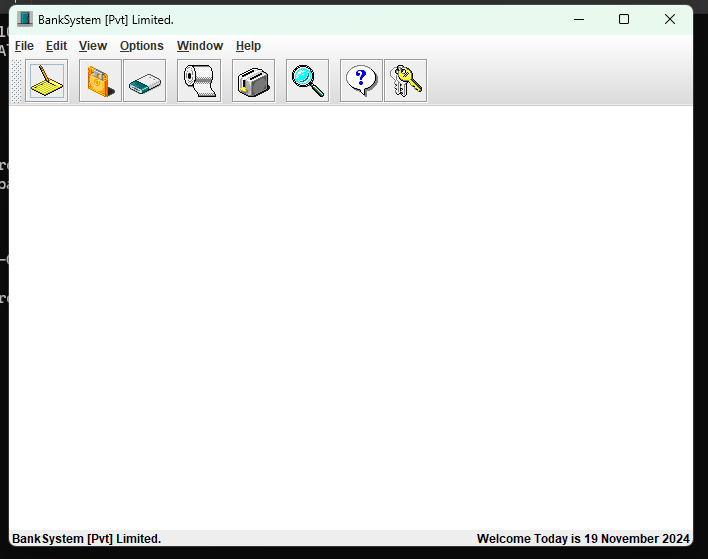 BankSystem [Pvt] Limited.
File Edit View Options Window Help
?
BankSystem [Pvt] Limited. Welcome Today is 19 November 2024